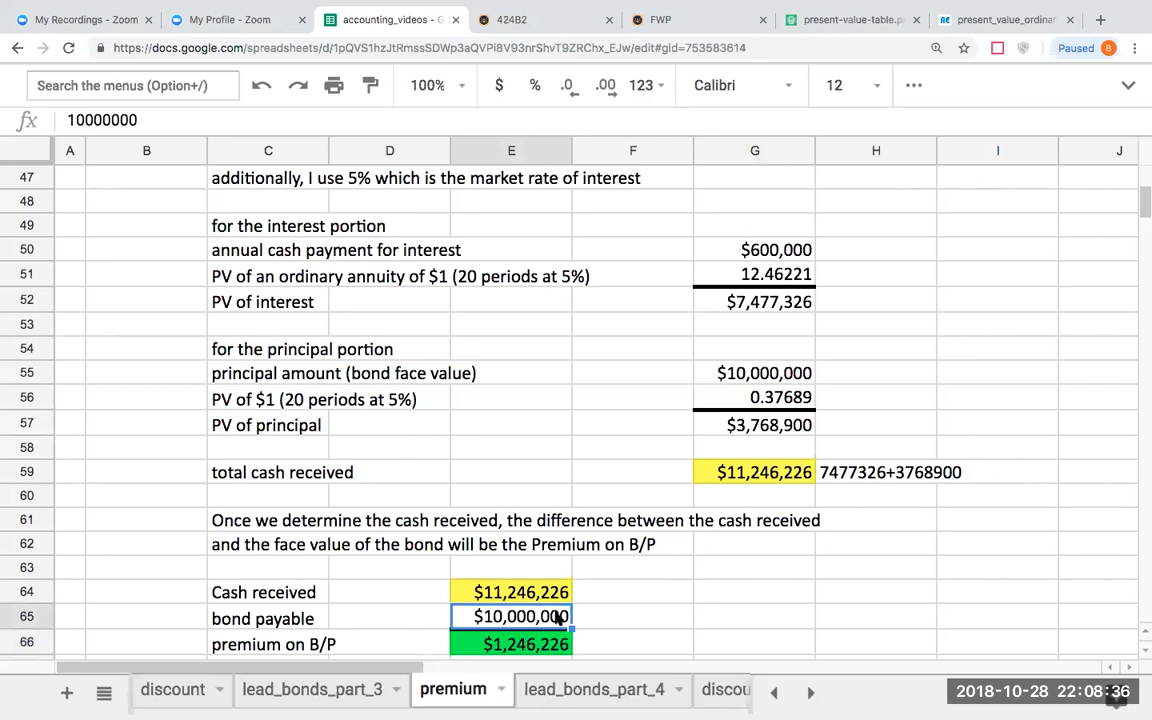 My Recordings - Zoom
My Profile - Zoom
accounting_videos - G
424B2
FWP
present-value-table.p
AE present_value_ordinar
https://docs.google.com/spreadsheets/d/1pQVS1hzJtRmssSDWp3aQVPi8V93nrShvT9ZRChx_EJw/edit#gid=753583614
Paused 8
Search the menus (Option+/)
100%
$ % .0 .00 123
Calibri
12
fx 10000000
A B C D E F G H I J
47 additionally, I use 5% which is the market rate of interest
48
49 for the interest portion
50 annual cash payment for interest $600,000
51 PV of an ordinary annuity of $1 (20 periods at 5%) 12.46221
52 PV of interest $7,477,326
53
54 for the principal portion
55 principal amount (bond face value) $10,000,000
56 PV of $1 (20 periods at 5%) 0.37689
57 PV of principal $3,768,900
58
59 total cash received $11,246,226 7477326+3768900
60
61 Once we determine the cash received, the difference between the cash received
62 and the face value of the bond will be the Premium on B/P
63
64 Cash received $11,246,226
65 bond payable $10,000,000
66 premium on B/P $1,246,226
discount
lead_bonds_part_3
premium
lead_bonds_part_4
discou
2018-10-28 22:08:36